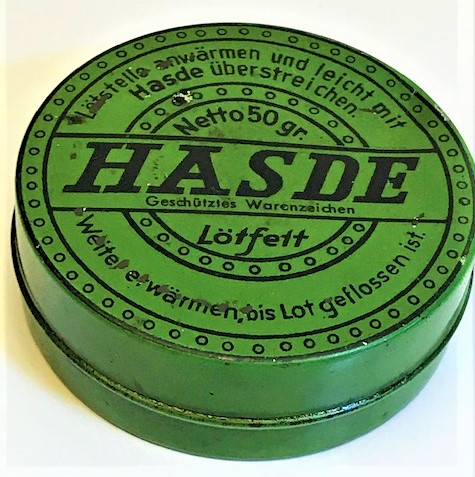 Lötstelle anwärmen und leicht mit
Hasde überstreichen.
Netto 50 gr.
HASDE
Geschütztes Warenzeichen
Lötfett
Weiter erwärmen, bis Lot geflossen ist.